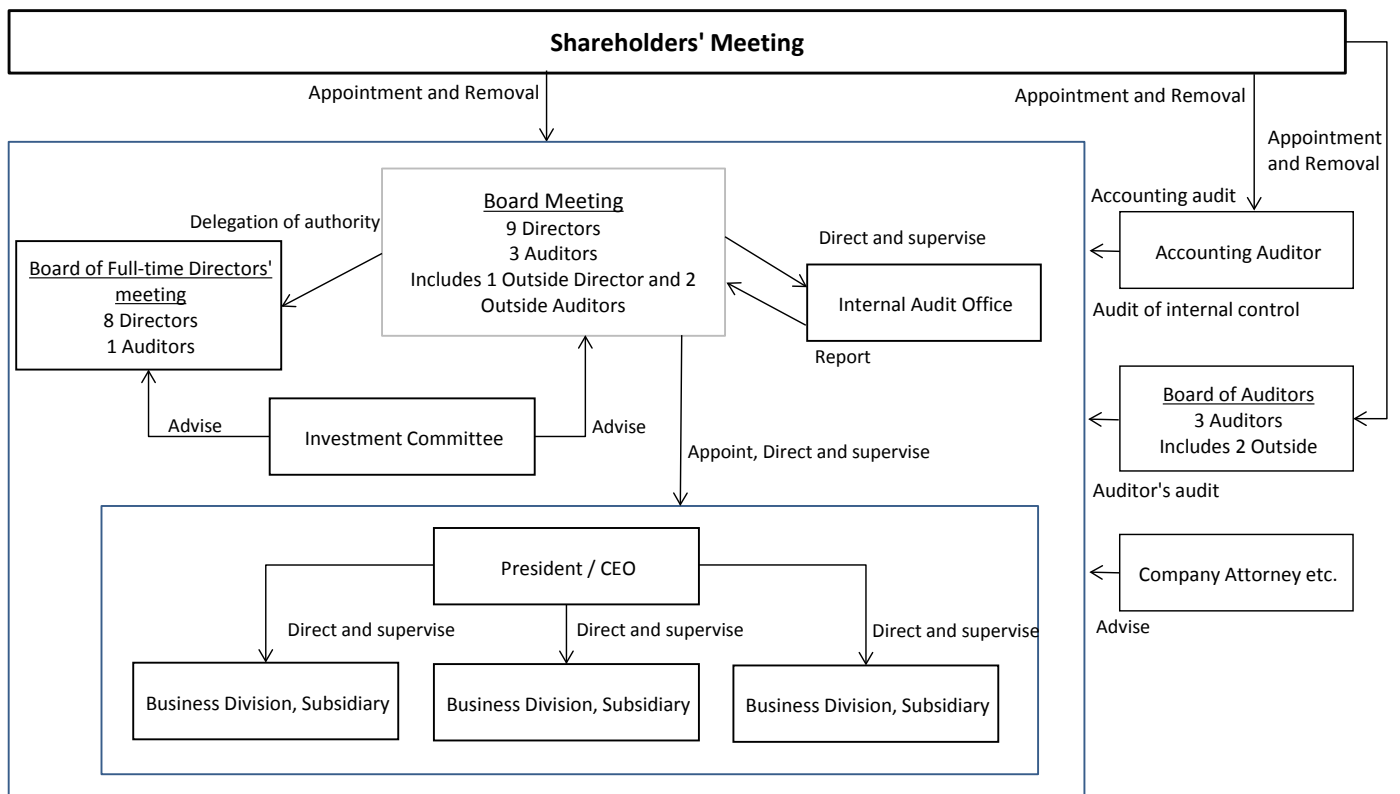 Shareholders' Meeting
Appointment and Removal
Appointment and Removal
Appointment
and Removal
Board Meeting
9 Directors
3 Auditors
Includes 1 Outside Director and 2
Outside Auditors
Delegation of authority
Board of Full-time Directors'
meeting
8 Directors
1 Auditors
Direct and supervise
Internal Audit Office
Report
Accounting audit
Accounting Auditor
Audit of internal control
Board of Auditors
3 Auditors
Includes 2 Outside
Auditor's audit
Advise
Investment Committee
Advise
Appoint, Direct and supervise
Company Attorney etc.
Advise
President / CEO
Direct and supervise
Direct and supervise
Direct and supervise
Business Division, Subsidiary
Business Division, Subsidiary
Business Division, Subsidiary